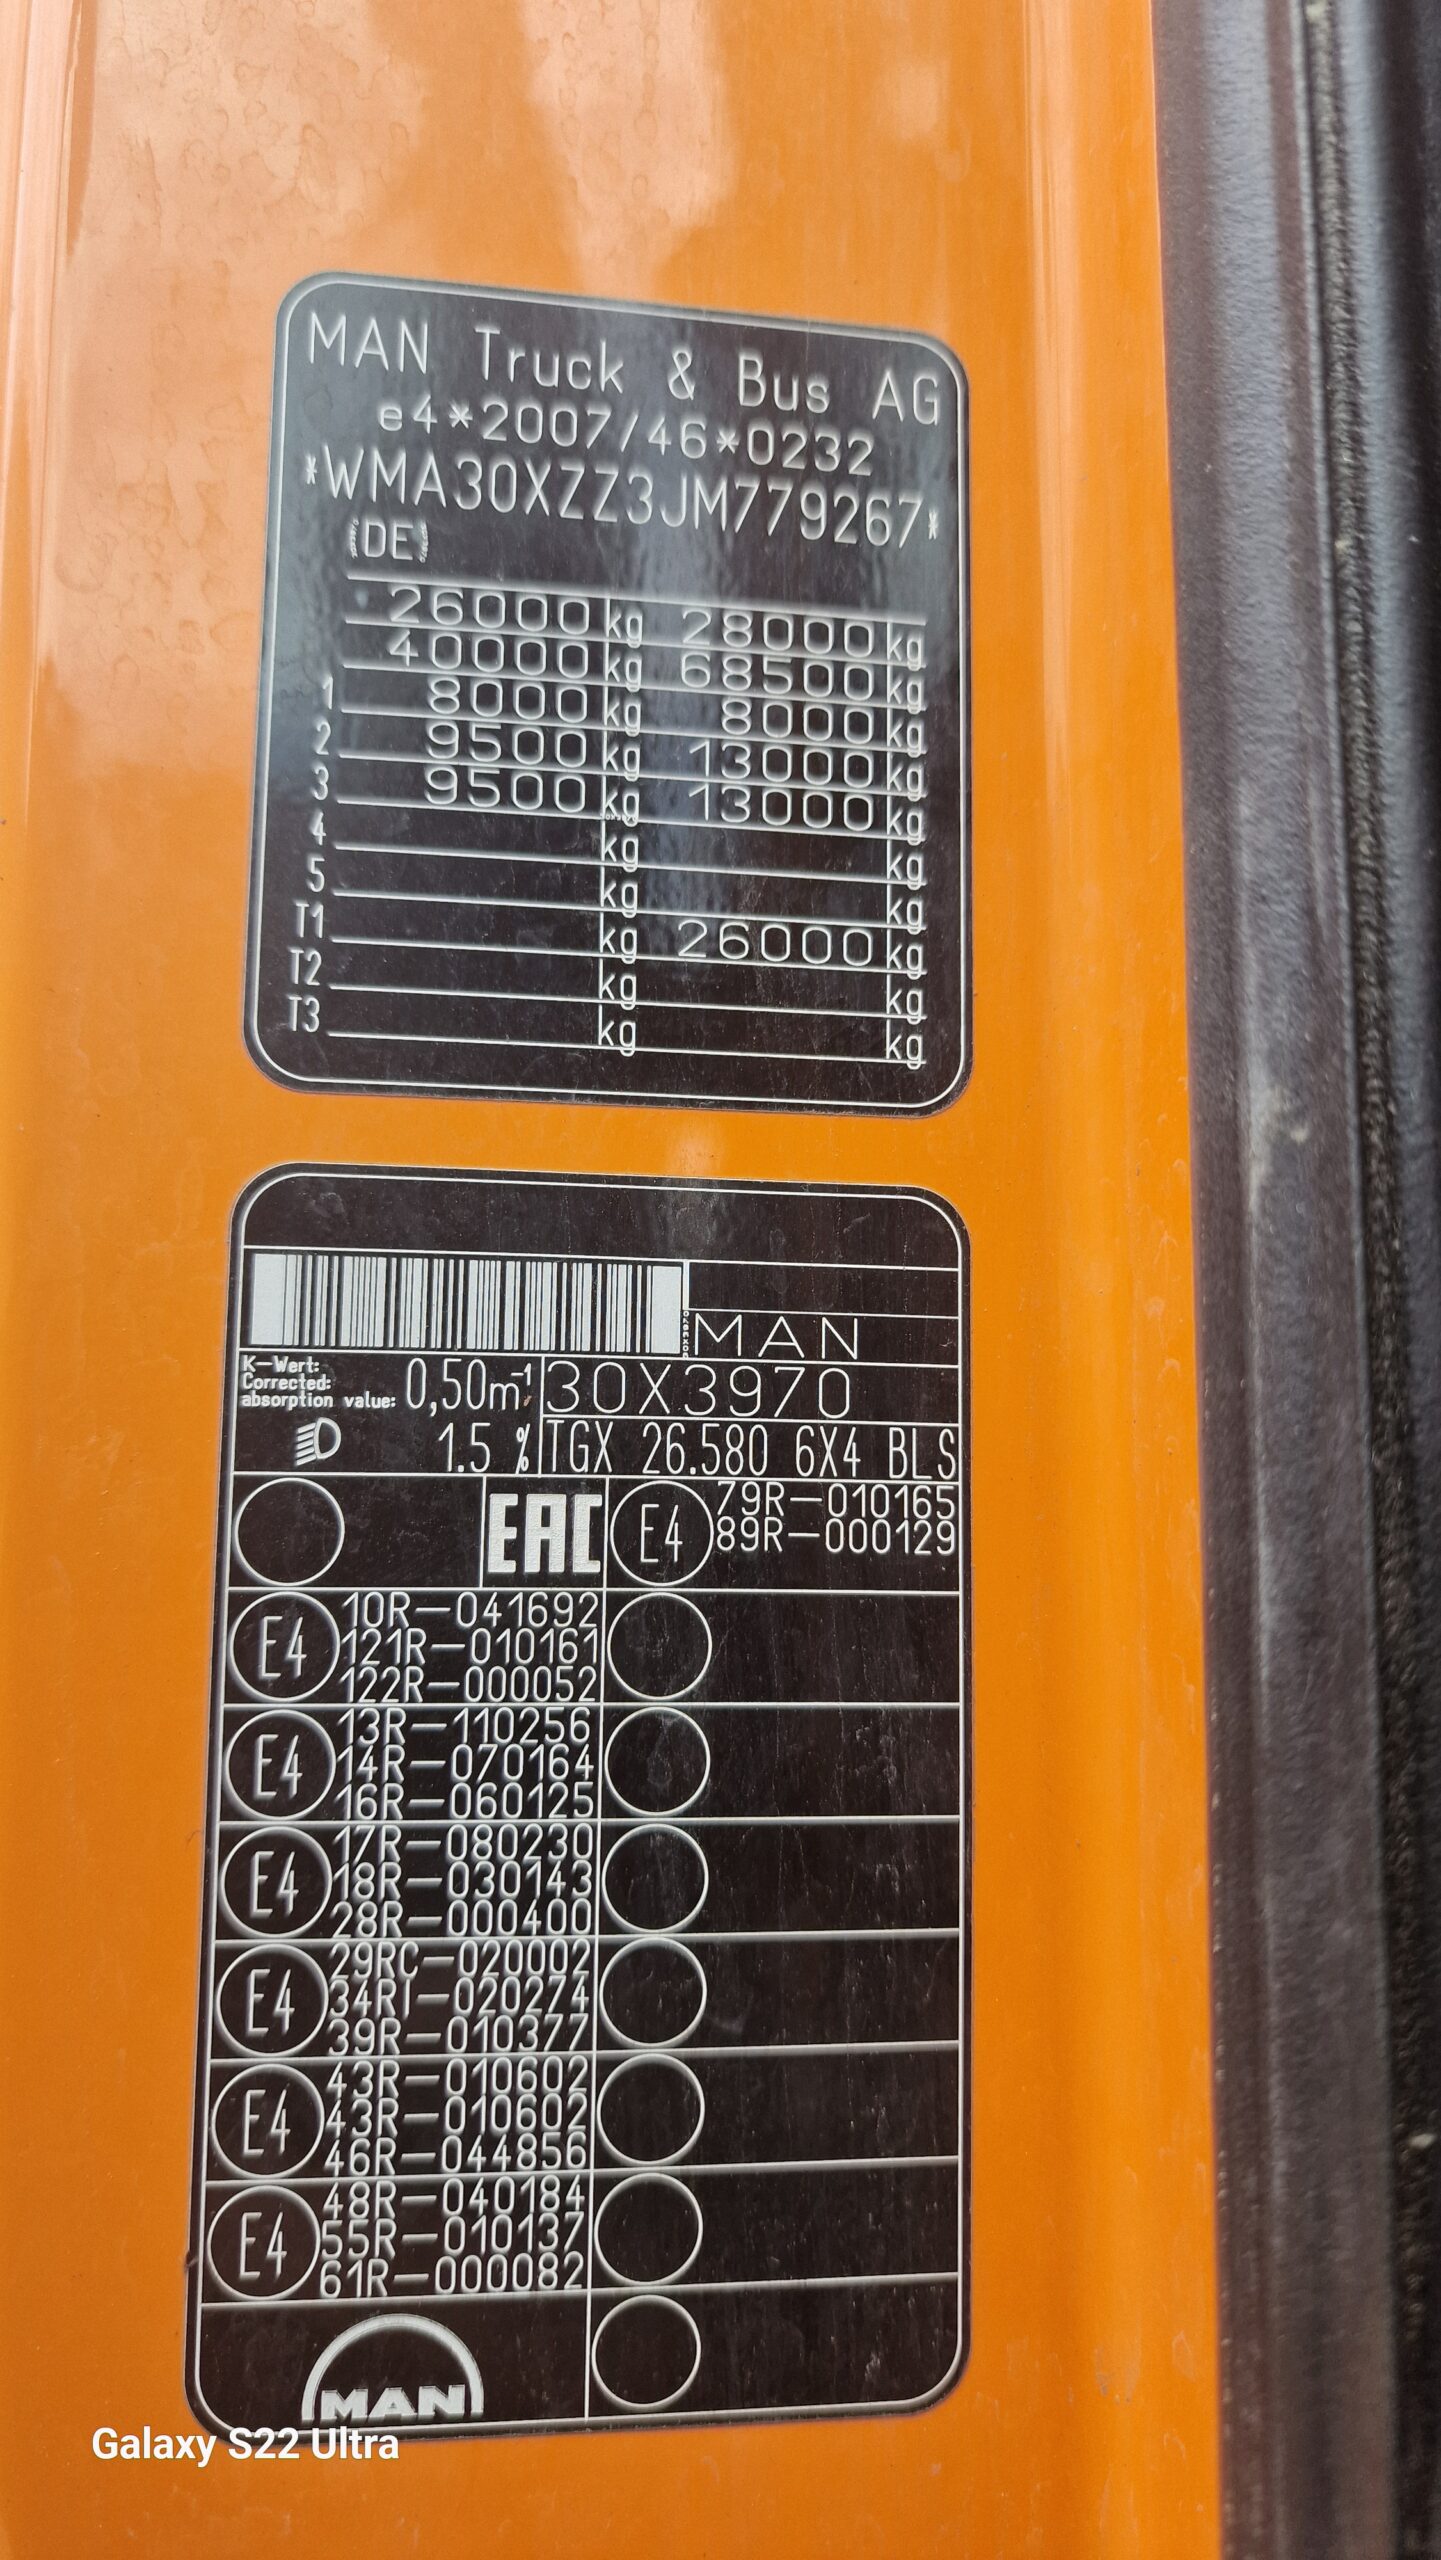 MAN Truck & Bus AG
e4*2007/46*0232
*WMA30XZZ3JM779267*
DE
26000 kg 28000 kg
40000 kg 68500 kg
1 8000 kg 8000 kg
2 9500 kg 13000 kg
3 9500 kg 13000 kg
4 kg kg
5 kg kg
T1 kg 26000 kg
T2 kg kg
T3 kg kg
MAN
K-Wert:
Corrected:
absorption value: 0,50m-1
30X3970
1.5 % TGX 26.580 6X4 BLS
EAC
E4 79R-010165
89R-000129
E4 10R-041692
121R-010161
122R-000052
E4 13R-110256
14R-070164
16R-060125
E4 17R-080230
18R-030143
28R-000400
E4 29RC-020002
34RI-020274
39R-010377
E4 43R-010602
43R-010602
46R-044856
E4 48R-040184
55R-010137
61R-000082
MAN
Galaxy S22 Ultra